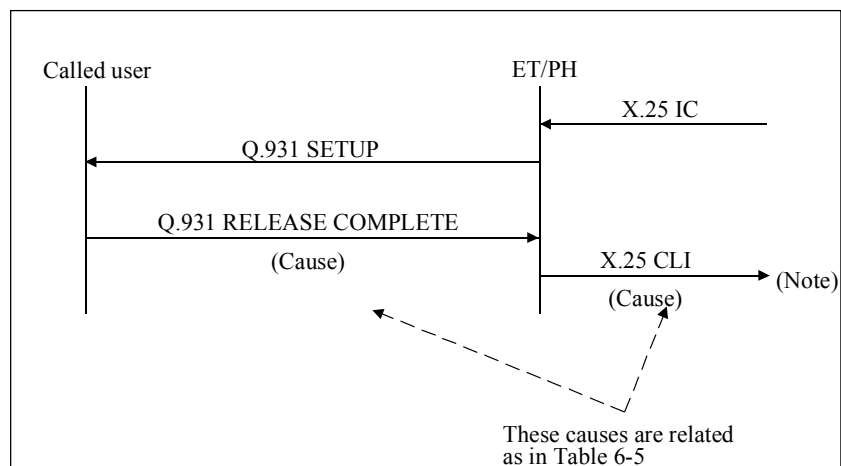 Called user
ET/PH
X.25 IC
Q.931 SETUP
Q.931 RELEASE COMPLETE
(Cause)
X.25 CLI
(Note)
(Cause)
These causes are related
as in Table 6-5